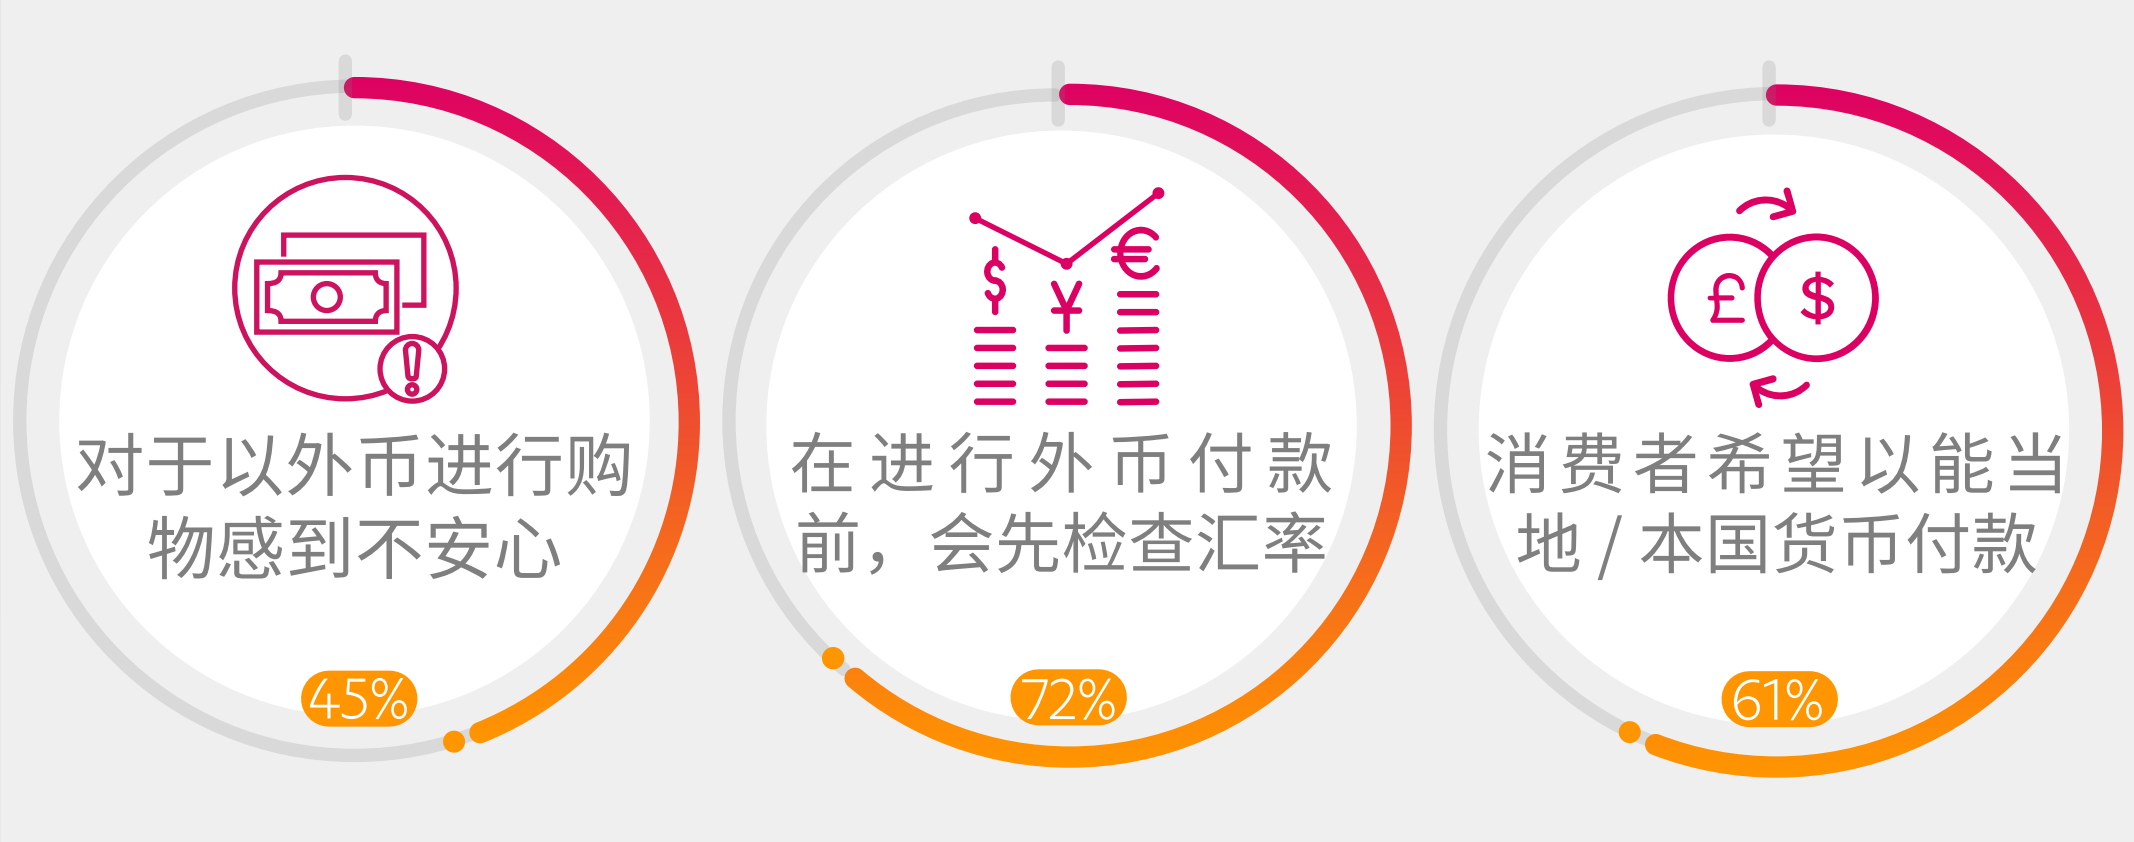 对于以外币进行购
物感到不安心
45%
在进行外币付款
前，会先检查汇率
72%
消费者希望以能当
地 / 本国货币付款
61%